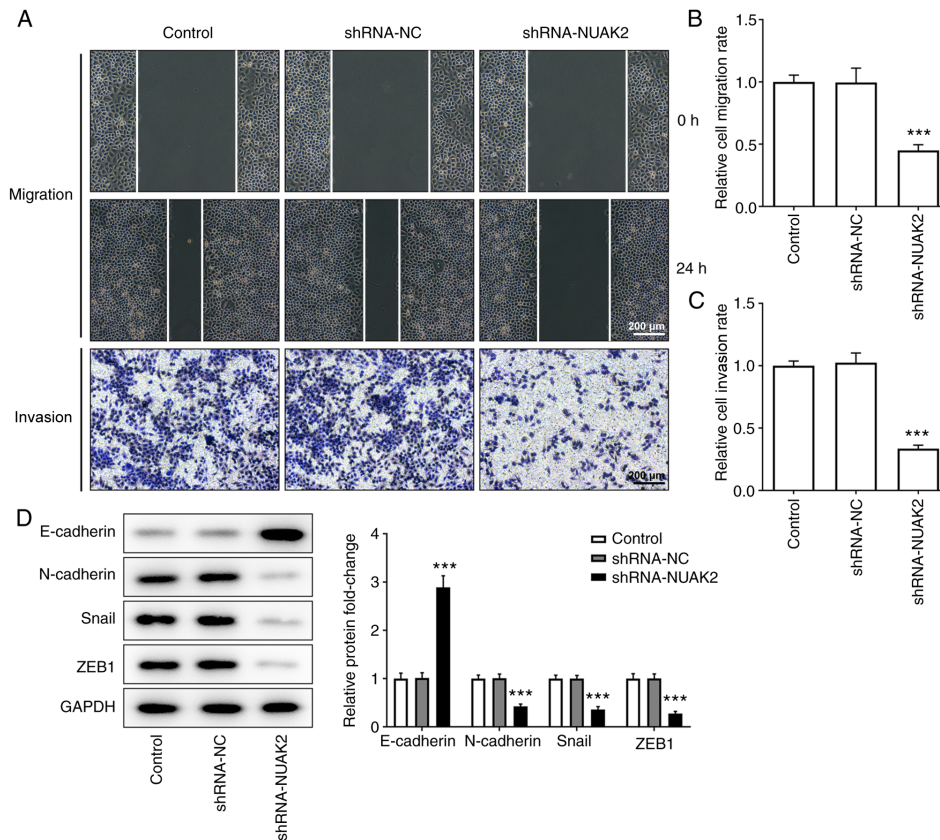 A
Control
shRNA-NC
shRNA-NUAK2
Migration
0 h
24 h
200 µm
Invasion
200 µm
B
Relative cell migration rate
1.5
1.0
0.5
0.0
***
Control
shRNA-NC
shRNA-NUAK2
C
Relative cell invasion rate
1.5
1.0
0.5
0.0
***
Control
shRNA-NC
shRNA-NUAK2
D
E-cadherin
N-cadherin
Snail
ZEB1
GAPDH
Control
shRNA-NC
shRNA-NUAK2
Relative protein fold-change
4
3
2
1
0
Control
shRNA-NC
shRNA-NUAK2
***
***
***
***
E-cadherin
N-cadherin
Snail
ZEB1